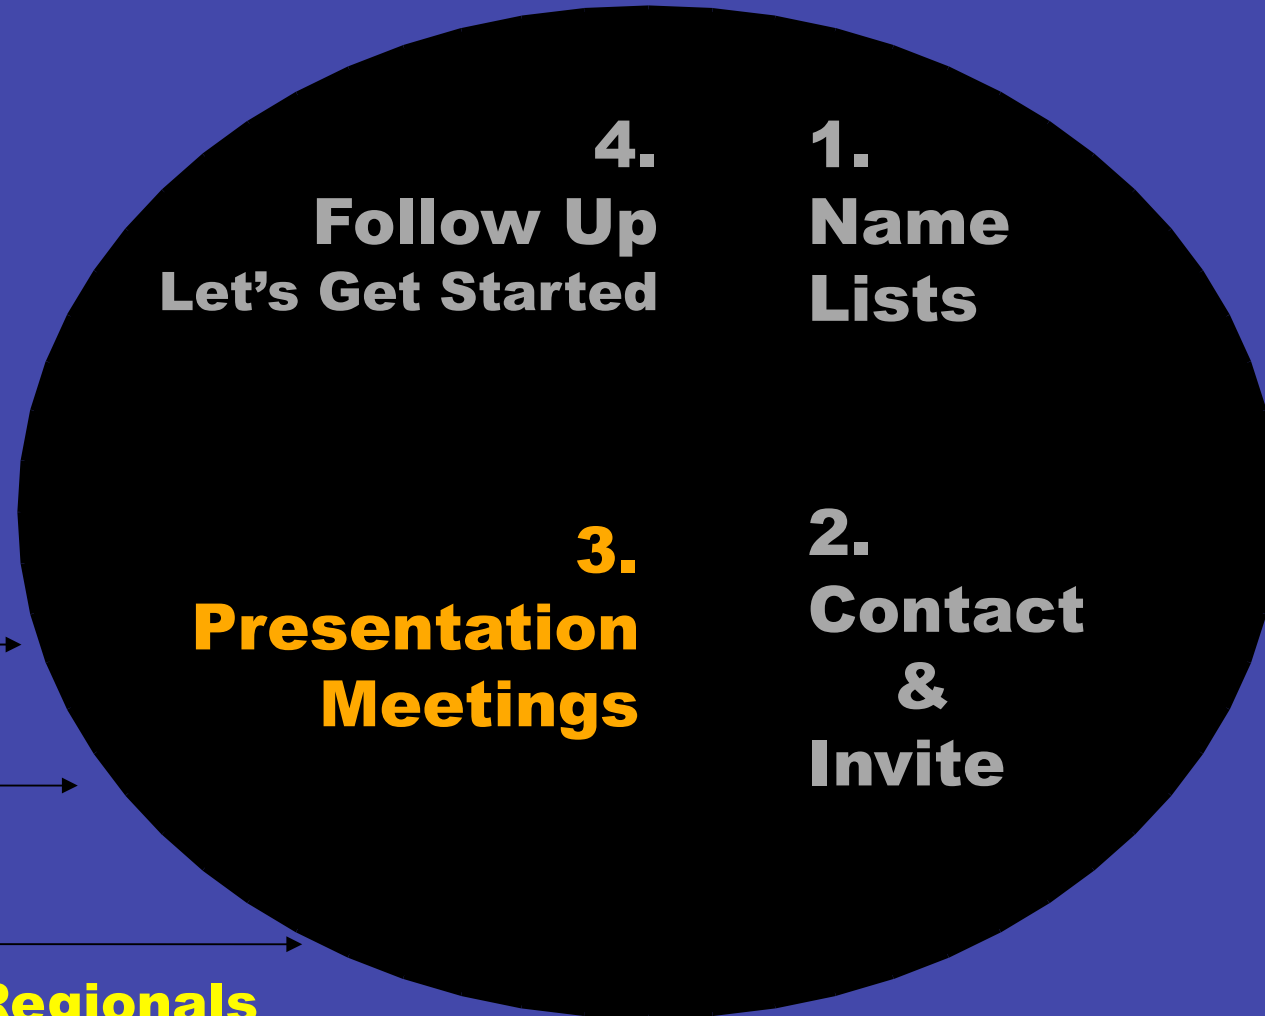 4.
Follow Up
Let’s Get Started
1.
Name
Lists
3.
Presentation
Meetings
2.
Contact
&
Invite
Regionals